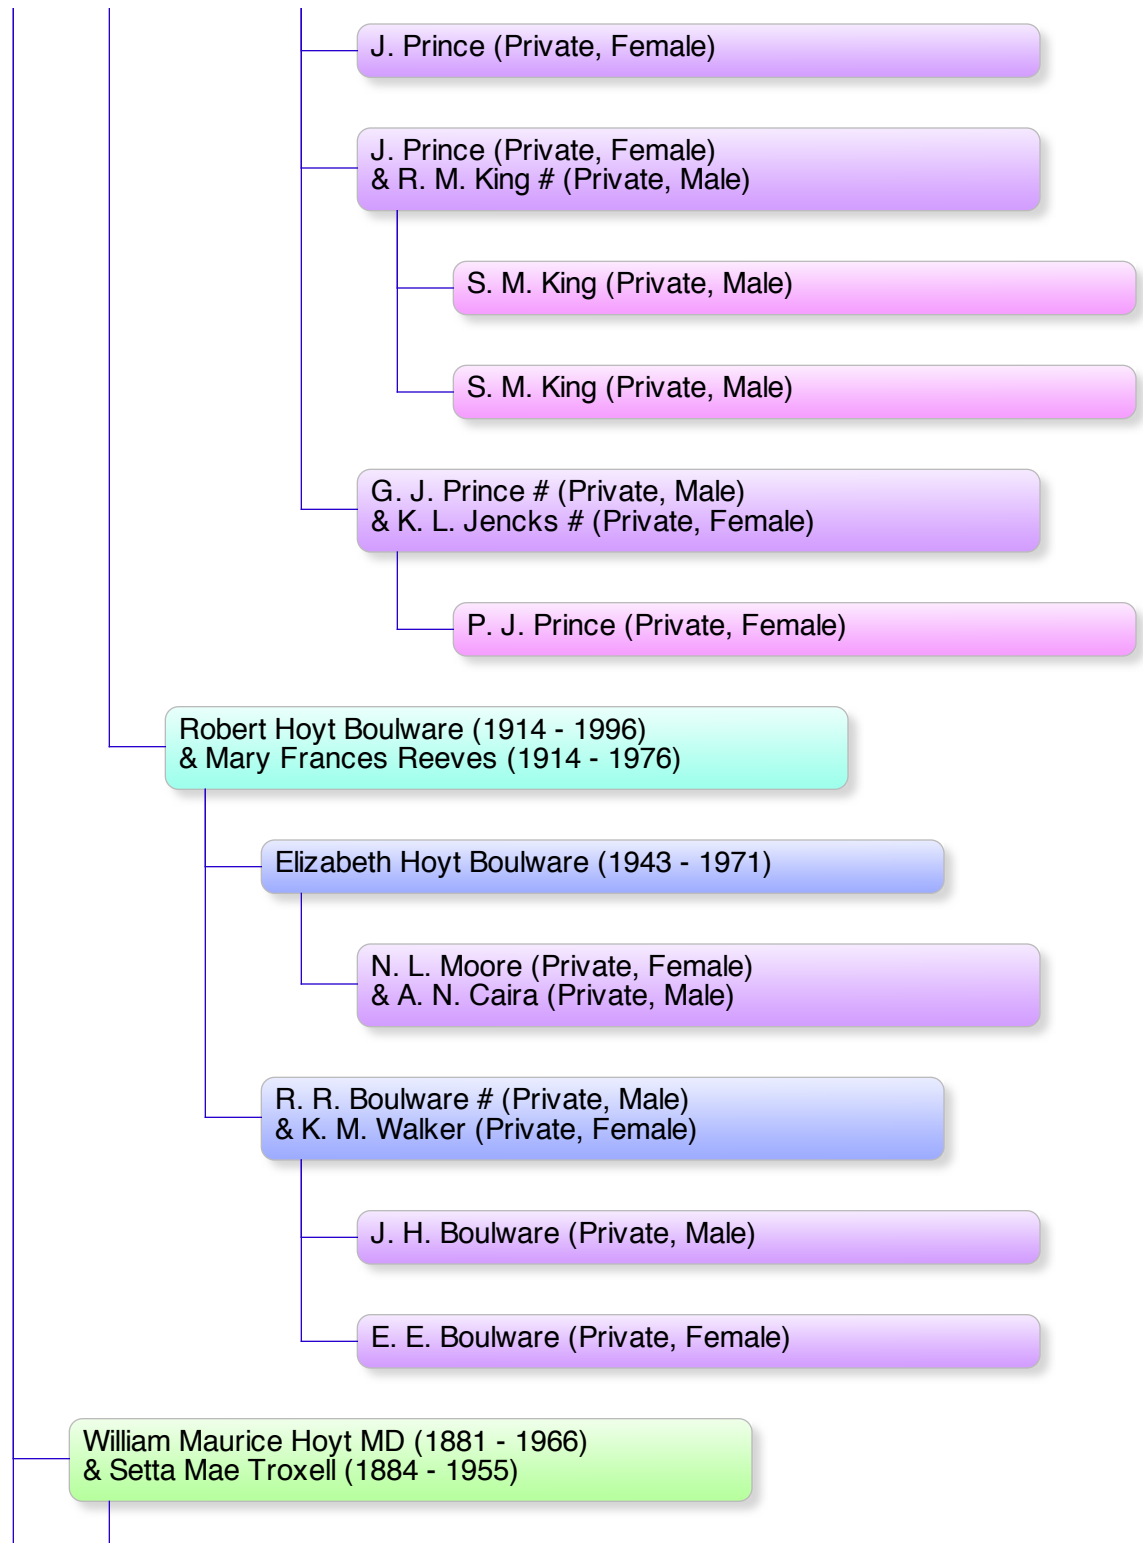 J. Prince (Private, Female)
J. Prince (Private, Female)
& R. M. King # (Private, Male)
S. M. King (Private, Male)
S. M. King (Private, Male)
G. J. Prince # (Private, Male)
& K. L. Jencks # (Private, Female)
P. J. Prince (Private, Female)
Robert Hoyt Boulware (1914 - 1996)
& Mary Frances Reeves (1914 - 1976)
Elizabeth Hoyt Boulware (1943 - 1971)
N. L. Moore (Private, Female)
& A. N. Caira (Private, Male)
R. R. Boulware # (Private, Male)
& K. M. Walker (Private, Female)
J. H. Boulware (Private, Male)
E. E. Boulware (Private, Female)
William Maurice Hoyt MD (1881 - 1966)
& Setta Mae Troxell (1884 - 1955)